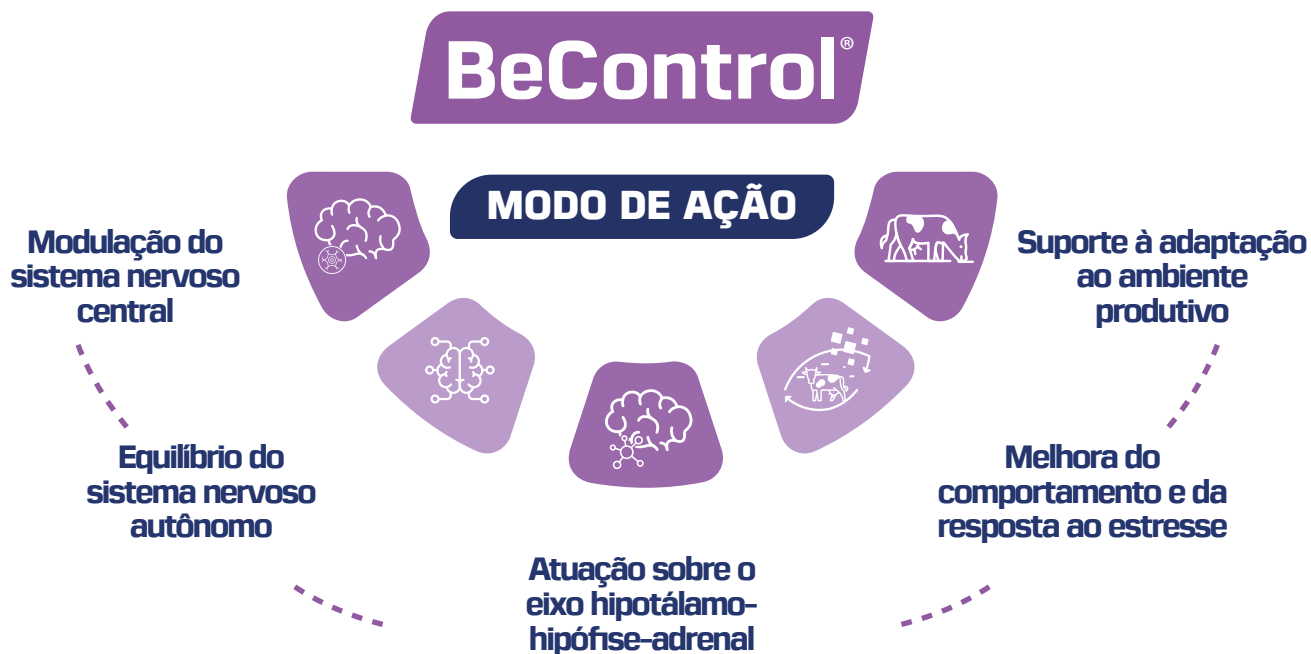 BeControl®
MODO DE AÇÃO
Modulação do
sistema nervoso
central
Equilíbrio do
sistema nervoso
autônomo
Atuação sobre o
eixo hipotálamo-
hipófise-adrenal
Melhora do
comportamento e da
resposta ao estresse
Suporte à adaptação
ao ambiente
produtivo